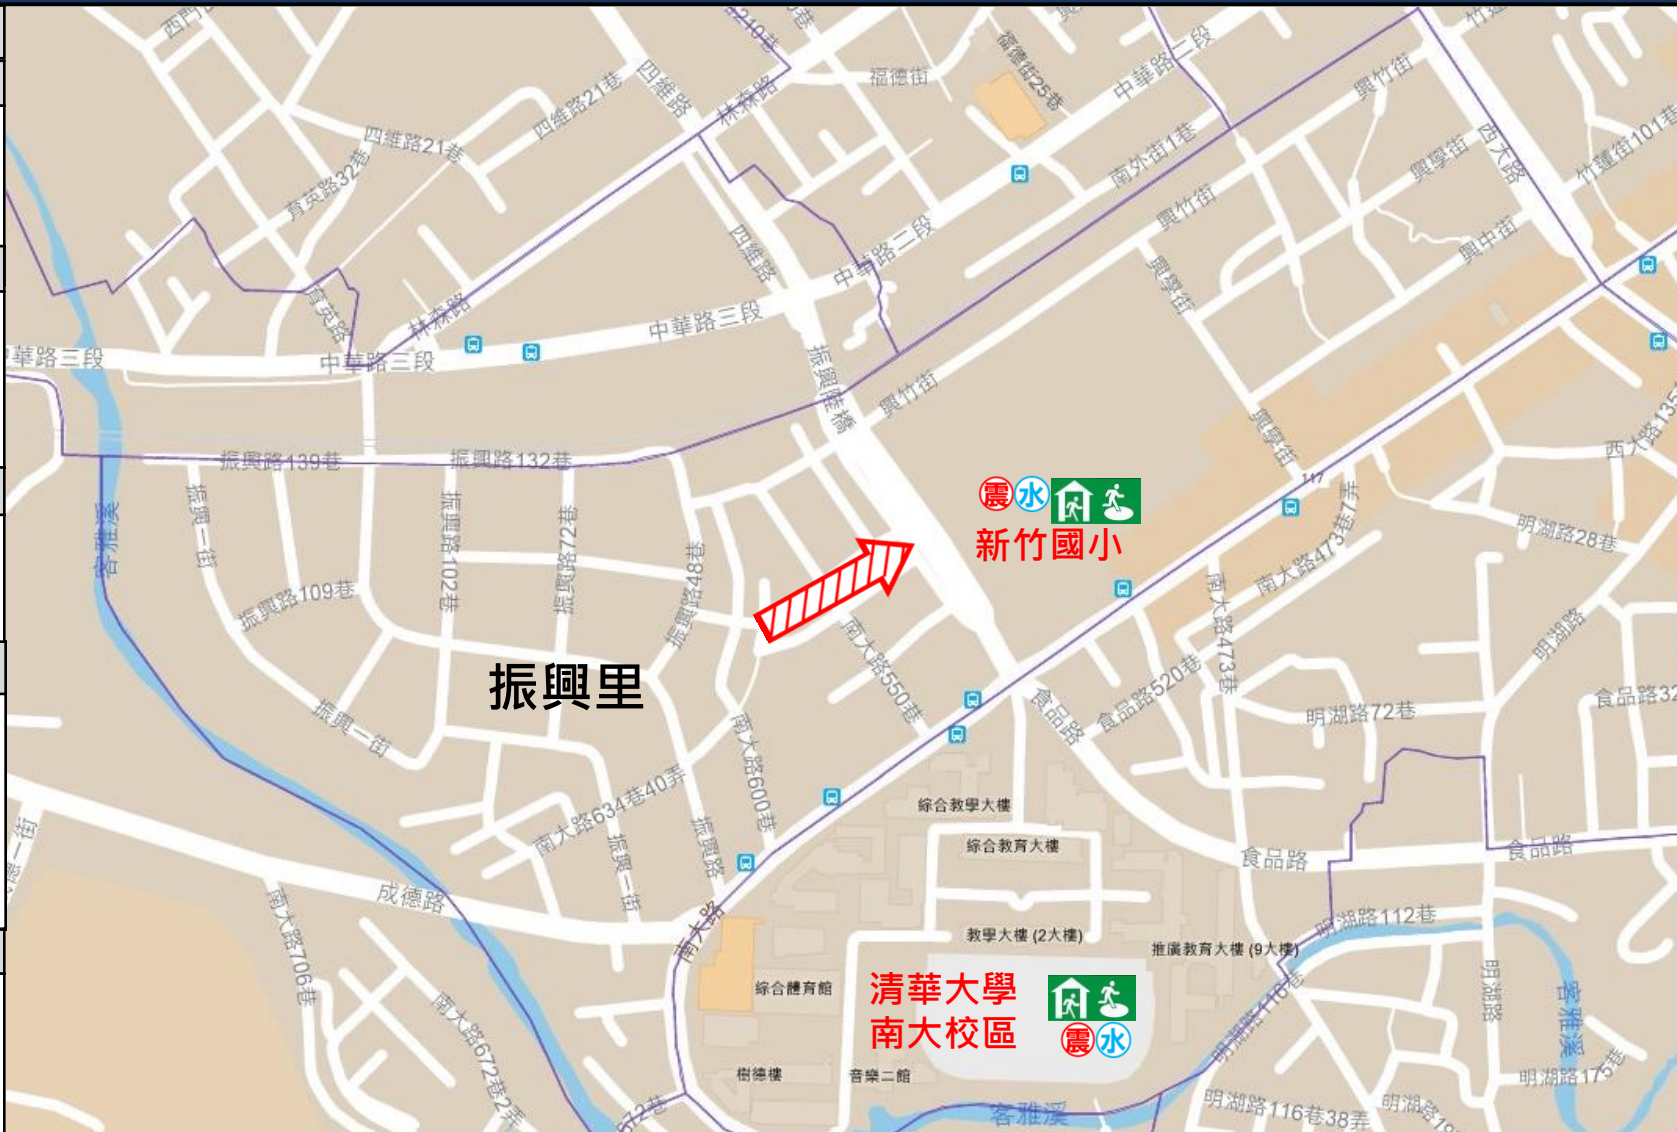 四維路
林森路
福德街
福德街25巷
中華路二段
興竹街
四維路21巷
四維路21巷
育英路32巷
南外街1巷
興學街
西大路
竹蓮街101巷
興竹街
四維路
中華路二段
興中街
興學街
育英路
林森路
中華路三段
中華路三段
中華路三段
振興陸橋
興竹街
興學街
振興路139巷
振興路132巷
117
振興一街
振興路102巷
振興路72巷
震 水
新竹國小
南大路473巷7弄
明湖路28巷
客雅溪
振興路48巷
振興路109巷
南大路473巷
明湖路
南大路550巷
振興里
食品路520巷
食品路
明湖路72巷
振興一街
南大路600巷
南大路634巷40弄
綜合教學大樓
綜合教育大樓
振興路
振興一街
食品路
食品路
成德路
南大路
明湖路112巷
教學大樓 (2大樓)
推廣教育大樓 (9大樓)
南大路706巷
綜合體育館
清華大學
南大校區
震 水
明湖路116巷
明湖路
客雅溪
南大路672巷2弄
樹德樓
音樂二館
明湖路175巷
客雅溪
明湖路116巷38弄